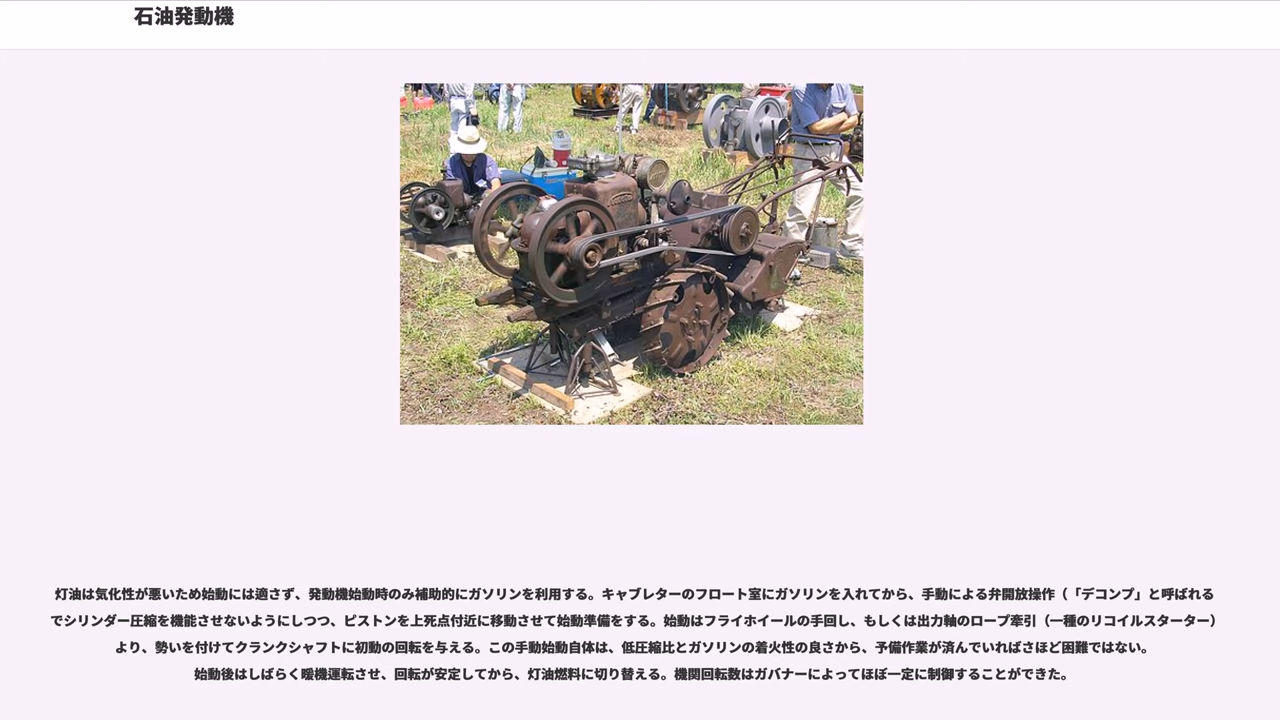 石油発動機
灯油は気化性が悪いため始動には適さず、発動機始動時のみ補助的にガソリンを利用する。キャブレターのフロート室にガソリンを入れてから、手動による弁開放操作（「デコンプ」と呼ばれる
でシリンダー圧縮を機能させないようにしつつ、ピストンを上死点付近に移動させて始動準備をする。始動はフライホイールの手回し、もしくは出力軸のロープ牽引（一種のリコイルスターター）
より、勢いを付けてクランクシャフトに初動の回転を与える。この手動始動自体は、低圧縮比とガソリンの着火性の良さから、予備作業が済んでいればさほど困難ではない。
始動後はしばらく暖機運転させ、回転が安定してから、灯油燃料に切り替える。機関回転数はガバナーによってほぼ一定に制御することができた。